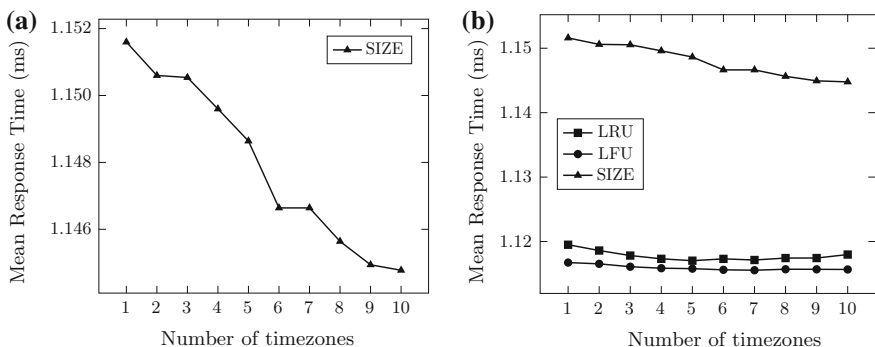 (a)
Mean Response Time (ms)
1.152
1.150
1.148
1.146
SIZE
1 2 3 4 5 6 7 8 9 10
Number of timezones
(b)
Mean Response Time (ms)
1.15
1.14
1.13
1.12
LRU
LFU
SIZE
1 2 3 4 5 6 7 8 9 10
Number of timezones